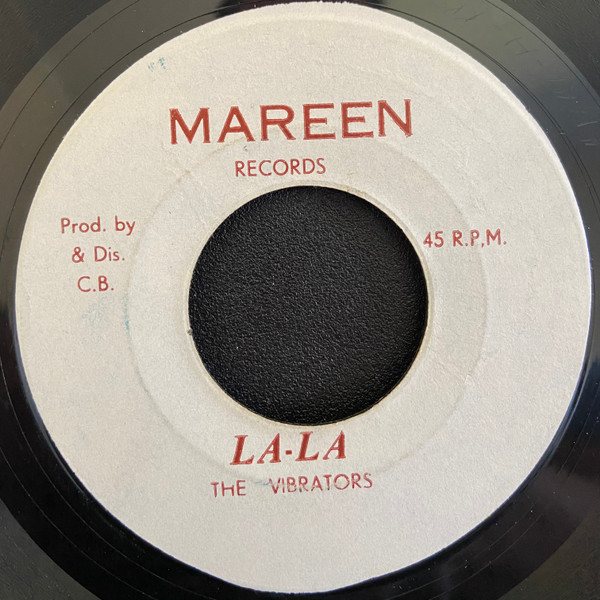 MAREEN
RECORDS
Prod. by
& Dis.
C.B.
45 R.P,M.
LA-LA
THE VIBRATORS